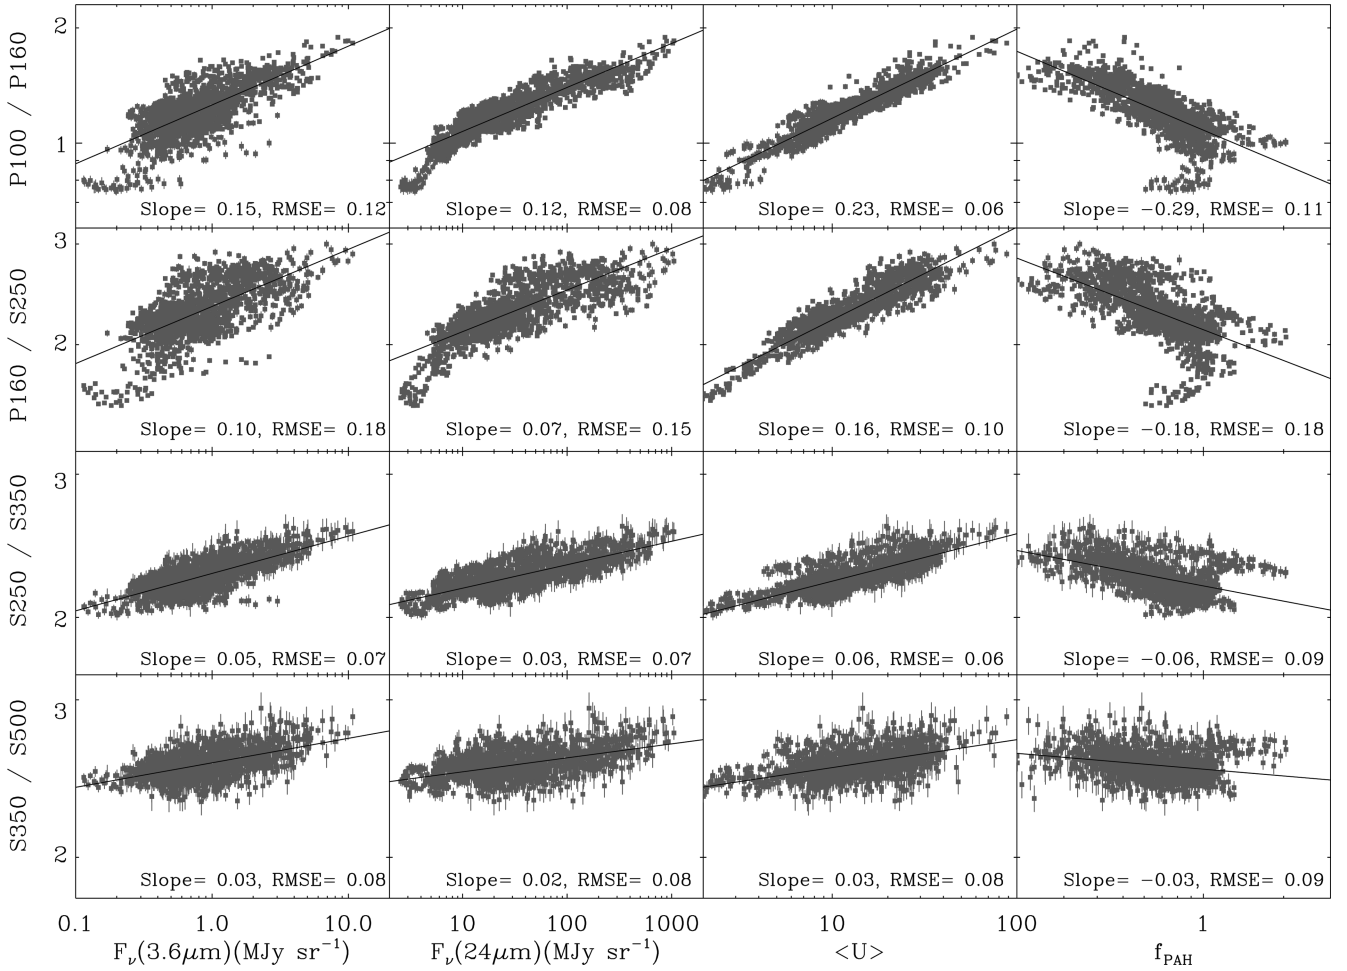 P100 / P160
2
1
Slope= 0.15, RMSE= 0.12
Slope= 0.12, RMSE= 0.08
Slope= 0.23, RMSE= 0.06
Slope= −0.29, RMSE= 0.11
P160 / S250
3
2
Slope= 0.10, RMSE= 0.18
Slope= 0.07, RMSE= 0.15
Slope= 0.16, RMSE= 0.10
Slope= −0.18, RMSE= 0.18
S250 / S350
3
2
Slope= 0.05, RMSE= 0.07
Slope= 0.03, RMSE= 0.07
Slope= 0.06, RMSE= 0.06
Slope= −0.06, RMSE= 0.09
S350 / S500
3
2
Slope= 0.03, RMSE= 0.08
Slope= 0.02, RMSE= 0.08
Slope= 0.03, RMSE= 0.08
Slope= −0.03, RMSE= 0.09
0.1 1.0 10.0 10 100 1000 10 100 1
F_ν(3.6μm)(MJy sr⁻¹)
F_ν(24μm)(MJy sr⁻¹)
<U>
f_PAH